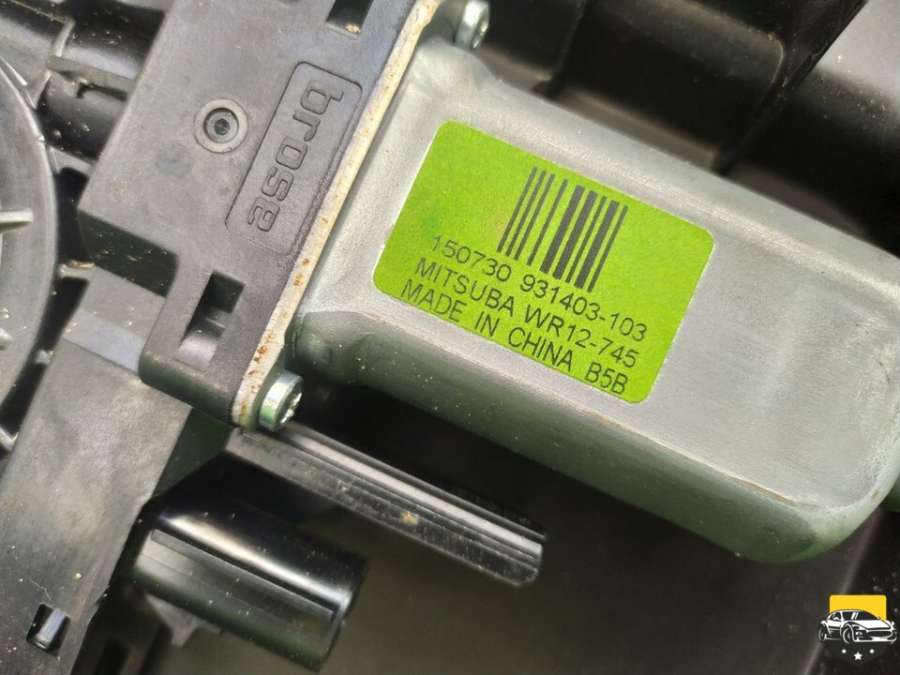 brose
150730 931403-103
MITSUBA WR12-745
MADE IN CHINA B5B